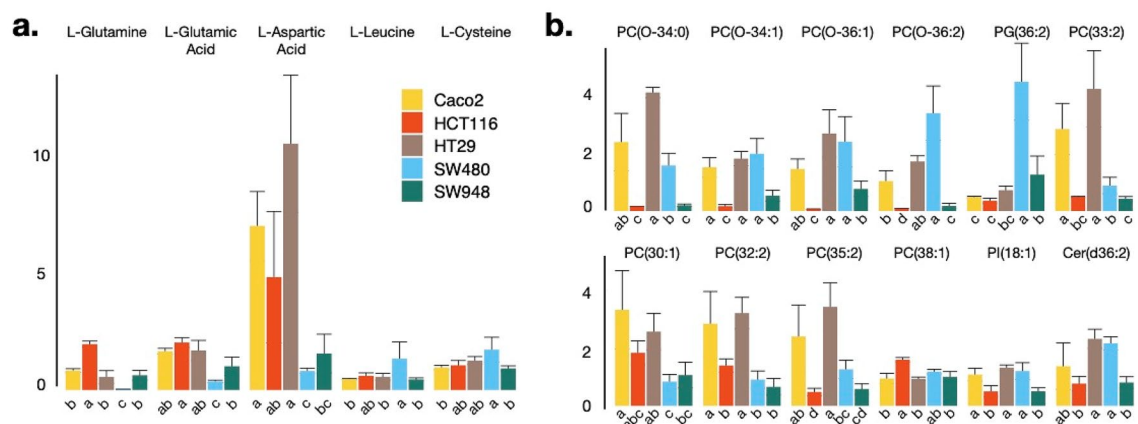 a.
L-Glutamine L-Glutamic Acid L-Aspartic Acid L-Leucine L-Cysteine
Caco2
HCT116
HT29
SW480
SW948
10
5
0
b a b c b ab a ab c b a ab a c bc b b b a b b ab ab a b
b.
PC(O-34:0) PC(O-34:1) PC(O-36:1) PC(O-36:2) PG(36:2) PC(33:2)
4
2
0
ab c a b c a c a a b a c a a b b d ab a c c c bc a b a bc a b c
PC(30:1) PC(32:2) PC(35:2) PC(38:1) PI(18:1) Cer(d36:2)
4
2
0
a abc ab c bc a b a b b a d a bc cd b a b ab b a b a a b ab b a a b